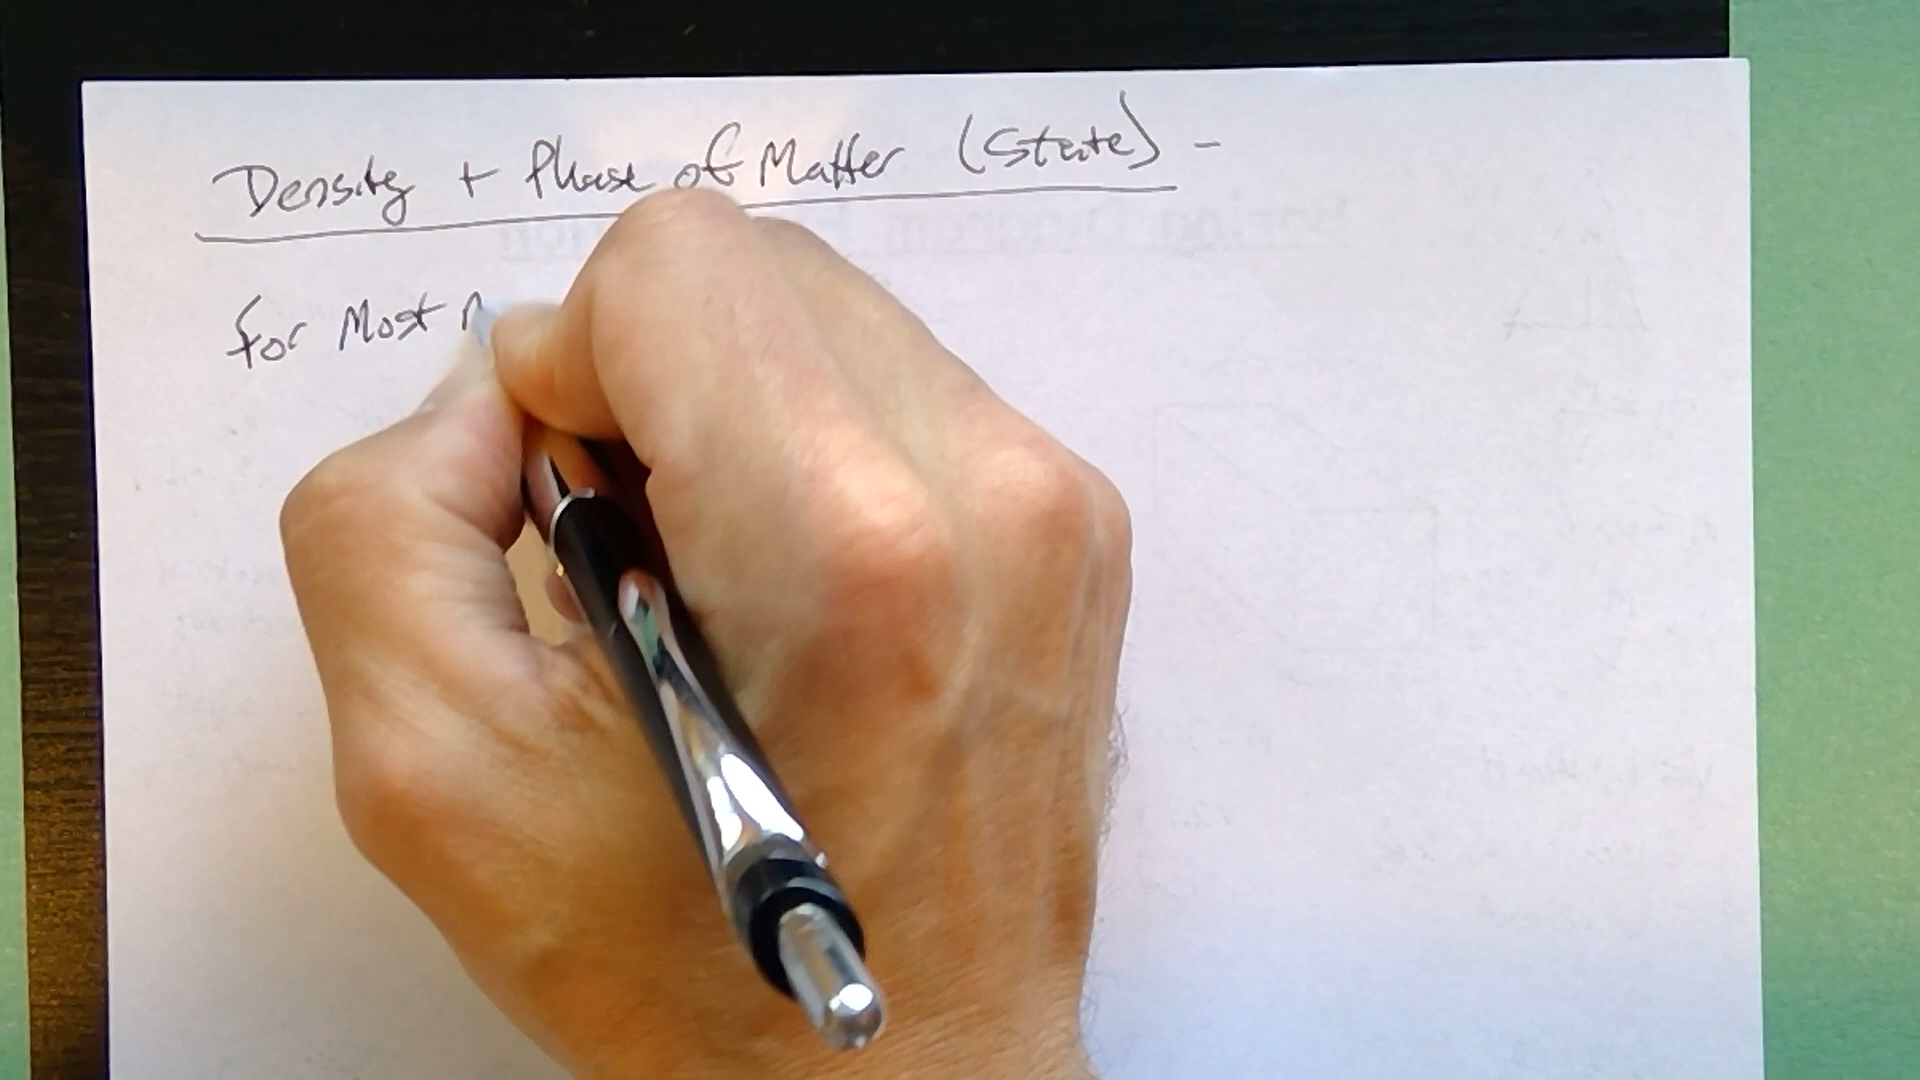 Density + Phase of Matter (State) -
for Most